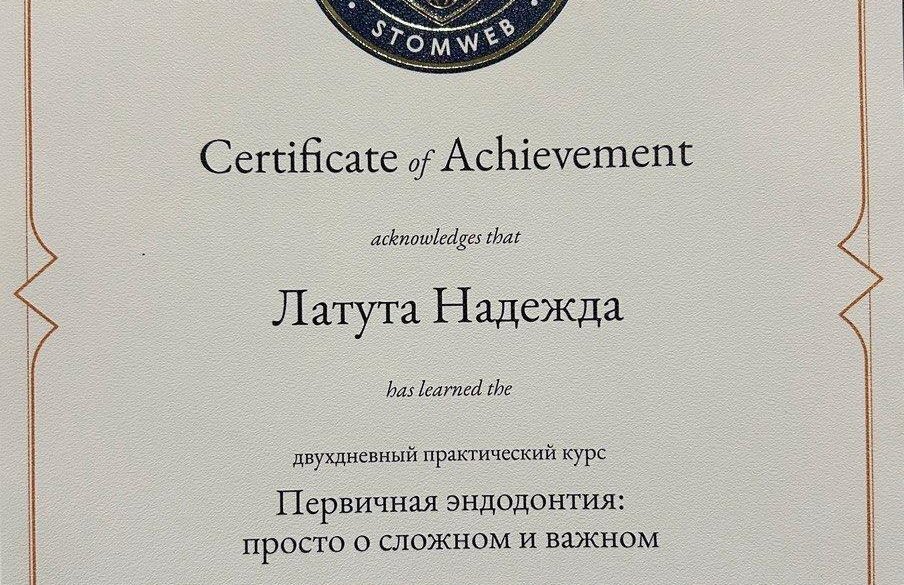 STOMWEB
Certificate of Achievement
acknowledges that
Латута Надежда
has learned the
двухдневный практический курс
Первичная эндодонтия:
просто о сложном и важном